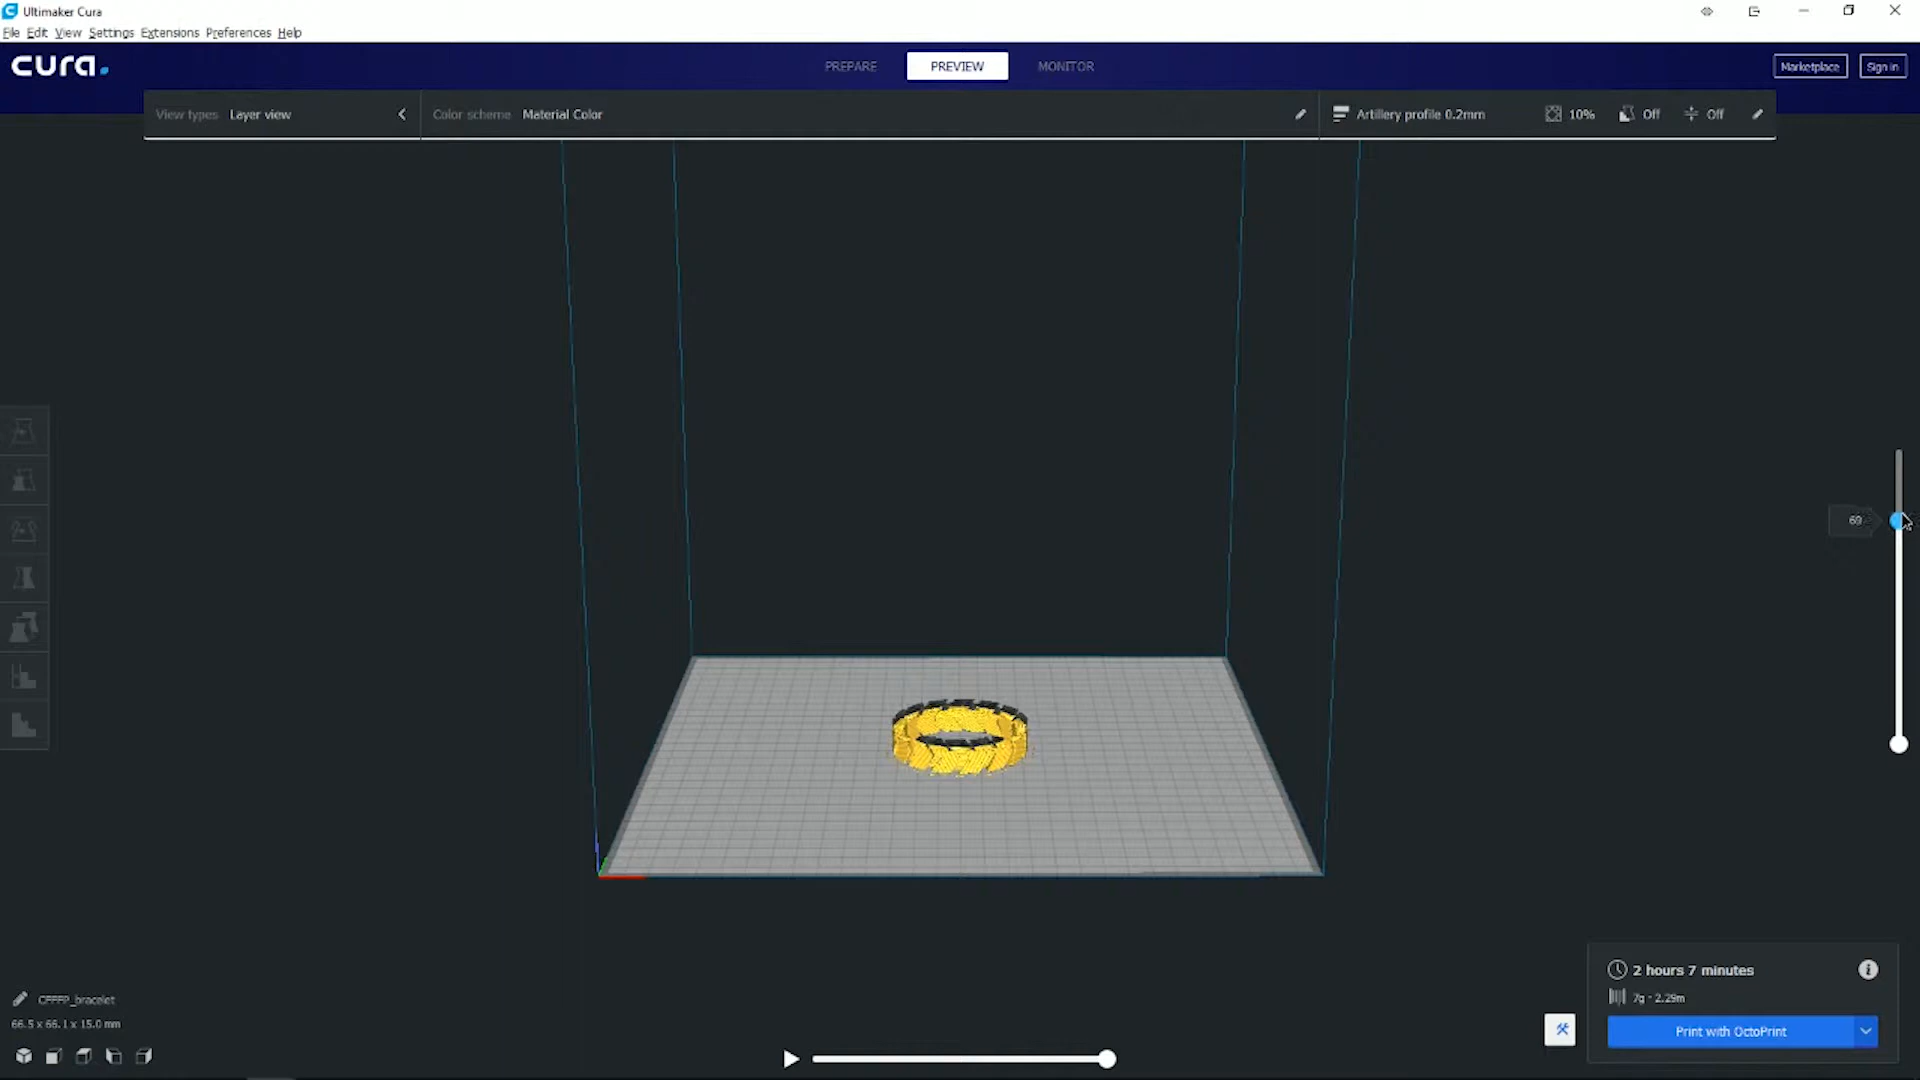 Ultimaker Cura
File Edit View Settings Extensions Preferences Help
cura.
PREPARE PREVIEW MONITOR
Marketplace Sign in
View types Layer view
Color scheme Material Color
Artillery profile 0.2mm 10% Off Off
69
2 hours 7 minutes
7g - 2.29m
Print with OctoPrint
CFFFP_bracelet
66.5 x 66.1 x 15.0 mm